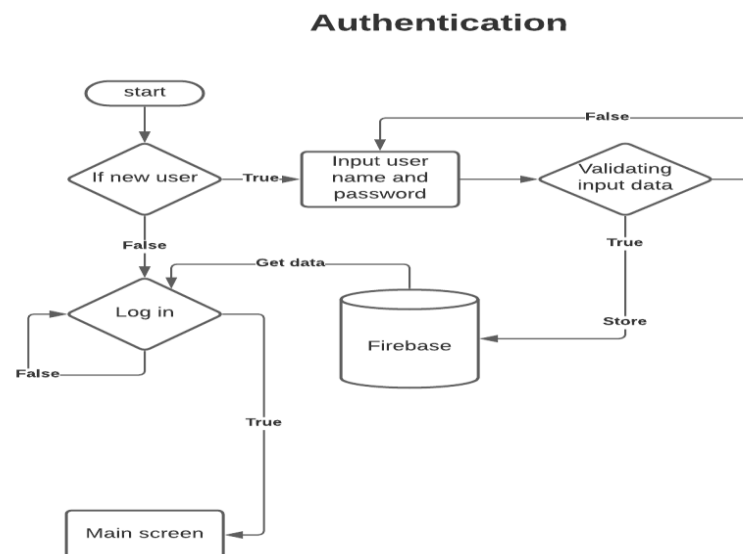 Authentication
start
False
If new user
True
Input user
name and
password
Validating
input data
False
True
Get data
Log in
Firebase
Store
False
True
Main screen